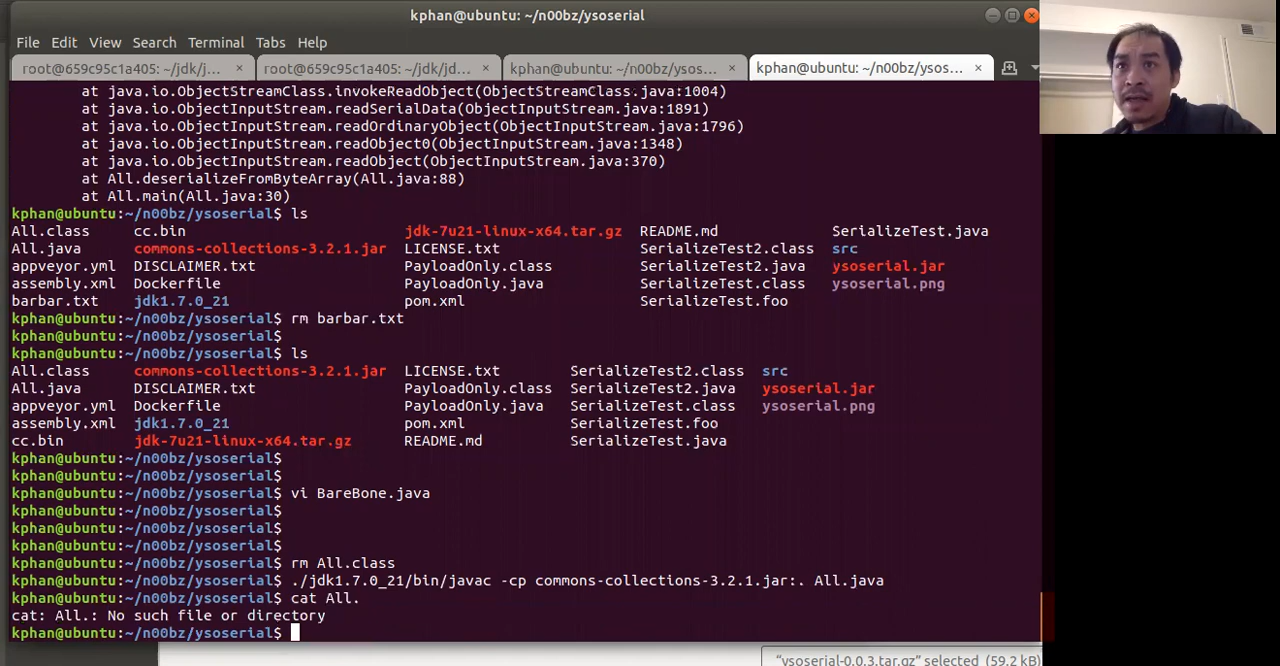 kphan@ubuntu: ~/n00bz/ysoserial
File Edit View Search Terminal Tabs Help
root@659c95c1a405: ~/jdk/j... × root@659c95c1a405: ~/jdk/jd... × kphan@ubuntu: ~/n00bz/ysos... × kphan@ubuntu: ~/n00bz/ysos... ×
at java.io.ObjectStreamClass.invokeReadObject(ObjectStreamClass.java:1004)
at java.io.ObjectInputStream.readSerialData(ObjectInputStream.java:1891)
at java.io.ObjectInputStream.readOrdinaryObject(ObjectInputStream.java:1796)
at java.io.ObjectInputStream.readObject0(ObjectInputStream.java:1348)
at java.io.ObjectInputStream.readObject(ObjectInputStream.java:370)
at All.deserializeFromByteArray(All.java:88)
at All.main(All.java:30)
kphan@ubuntu:~/n00bz/ysoserial$ ls
All.class cc.bin jdk-7u21-linux-x64.tar.gz README.md SerializeTest.java
All.java commons-collections-3.2.1.jar LICENSE.txt SerializeTest2.class src
appveyor.yml DISCLAIMER.txt PayloadOnly.class SerializeTest2.java ysoserial.jar
assembly.xml Dockerfile PayloadOnly.java SerializeTest.class ysoserial.png
barbar.txt jdk1.7.0_21 pom.xml SerializeTest.foo
kphan@ubuntu:~/n00bz/ysoserial$ rm barbar.txt
kphan@ubuntu:~/n00bz/ysoserial$
kphan@ubuntu:~/n00bz/ysoserial$ ls
All.class commons-collections-3.2.1.jar LICENSE.txt SerializeTest2.class src
All.java DISCLAIMER.txt PayloadOnly.class SerializeTest2.java ysoserial.jar
appveyor.yml Dockerfile PayloadOnly.java SerializeTest.class ysoserial.png
assembly.xml jdk1.7.0_21 pom.xml SerializeTest.foo
cc.bin jdk-7u21-linux-x64.tar.gz README.md SerializeTest.java
kphan@ubuntu:~/n00bz/ysoserial$
kphan@ubuntu:~/n00bz/ysoserial$
kphan@ubuntu:~/n00bz/ysoserial$ vi BareBone.java
kphan@ubuntu:~/n00bz/ysoserial$
kphan@ubuntu:~/n00bz/ysoserial$
kphan@ubuntu:~/n00bz/ysoserial$
kphan@ubuntu:~/n00bz/ysoserial$ rm All.class
kphan@ubuntu:~/n00bz/ysoserial$ ./jdk1.7.0_21/bin/javac -cp commons-collections-3.2.1.jar:. All.java
kphan@ubuntu:~/n00bz/ysoserial$ cat All.
cat: All.: No such file or directory
kphan@ubuntu:~/n00bz/ysoserial$
"ysoserial-0.0.3.tar.gz" selected (59.2 kB)